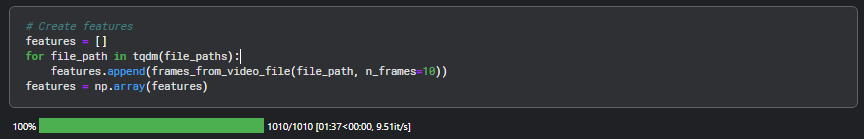 # Create features
features = []
for file_path in tqdm(file_paths):
    features.append(frames_from_video_file(file_path, n_frames=10))
features = np.array(features)
100% 1010/1010 [01:37<00:00, 9.51it/s]